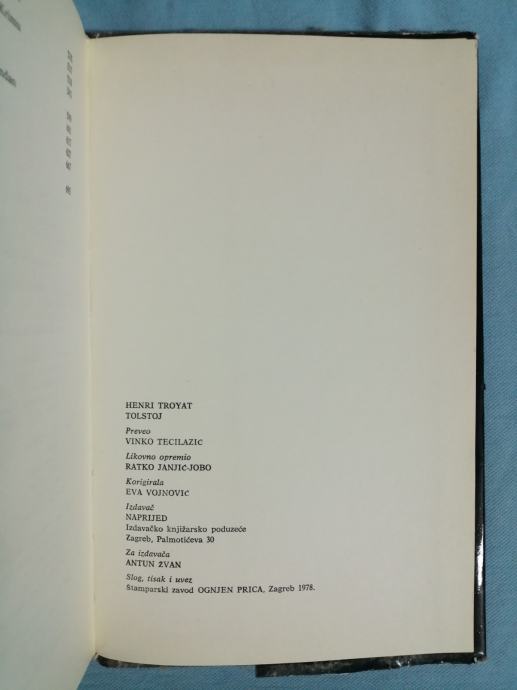 HENRI TROYAT
TOLSTOJ
Preveo
VINKO TECILAZIĆ
Likovno opremio
RATKO JANJIĆ-JOBO
Korigirala
EVA VOJNOVIĆ
Izdavač
NAPRIJED
Izdavačko knjižarsko poduzeće
Zagreb, Palmotićeva 30
Za izdavača
ANTUN ŽVAN
Slog, tisak i uvez
Štamparski zavod OGNJEN PRICA, Zagreb 1978.